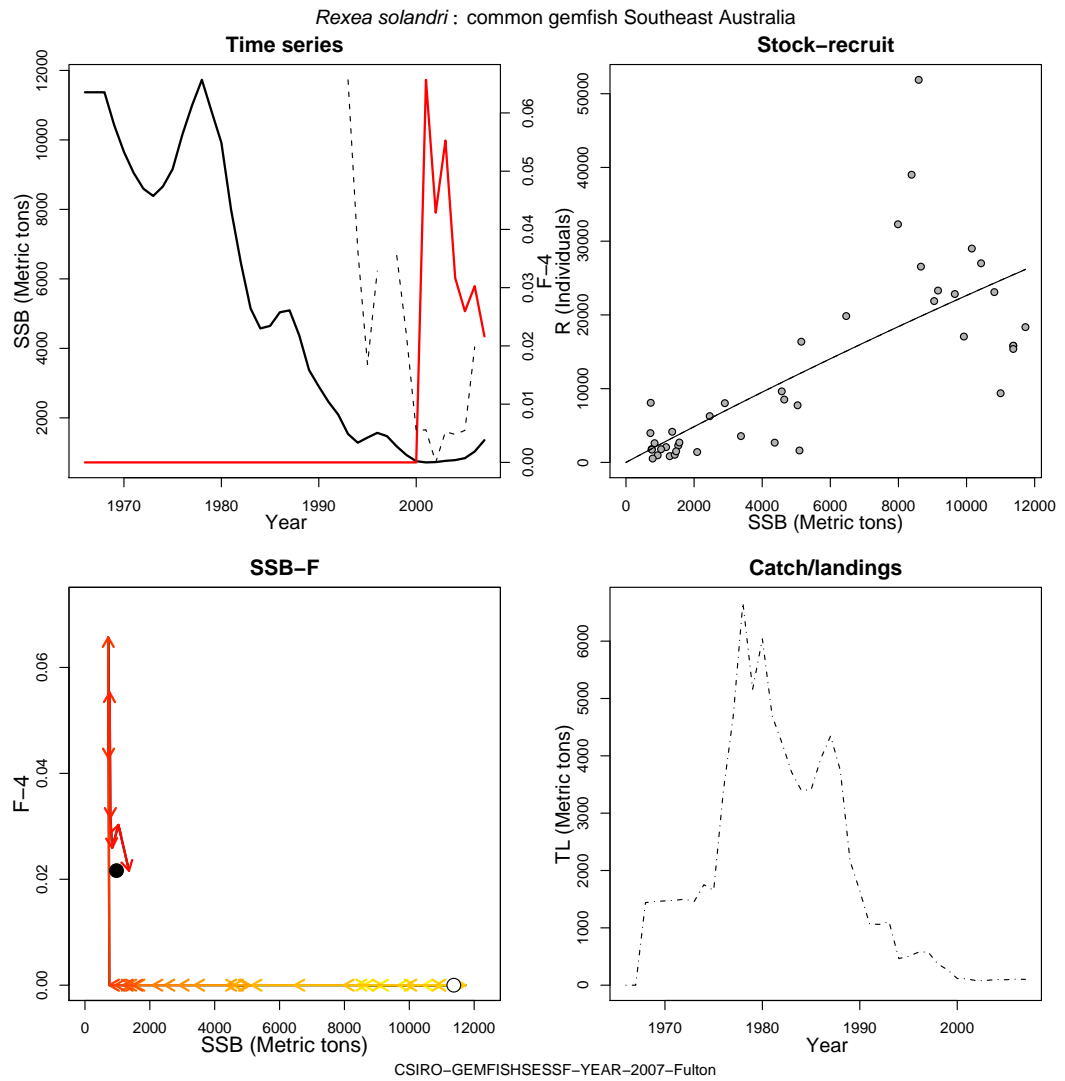 Rexea solandri : common gemfish Southeast Australia
Time series
SSB (Metric tons)
2000 4000 6000 8000 10000 12000
1970 1980 1990 2000
Year
0.00 0.01 0.02 0.03 0.04 0.05 0.06
F−4
Stock−recruit
R (Individuals)
0 10000 20000 30000 40000 50000
0 2000 4000 6000 8000 10000 12000
SSB (Metric tons)
SSB−F
F−4
0.00 0.02 0.04 0.06
0 2000 4000 6000 8000 10000 12000
SSB (Metric tons)
Catch/landings
TL (Metric tons)
0 1000 2000 3000 4000 5000 6000
1970 1980 1990 2000
Year
CSIRO−GEMFISHSESSF−YEAR−2007−Fulton